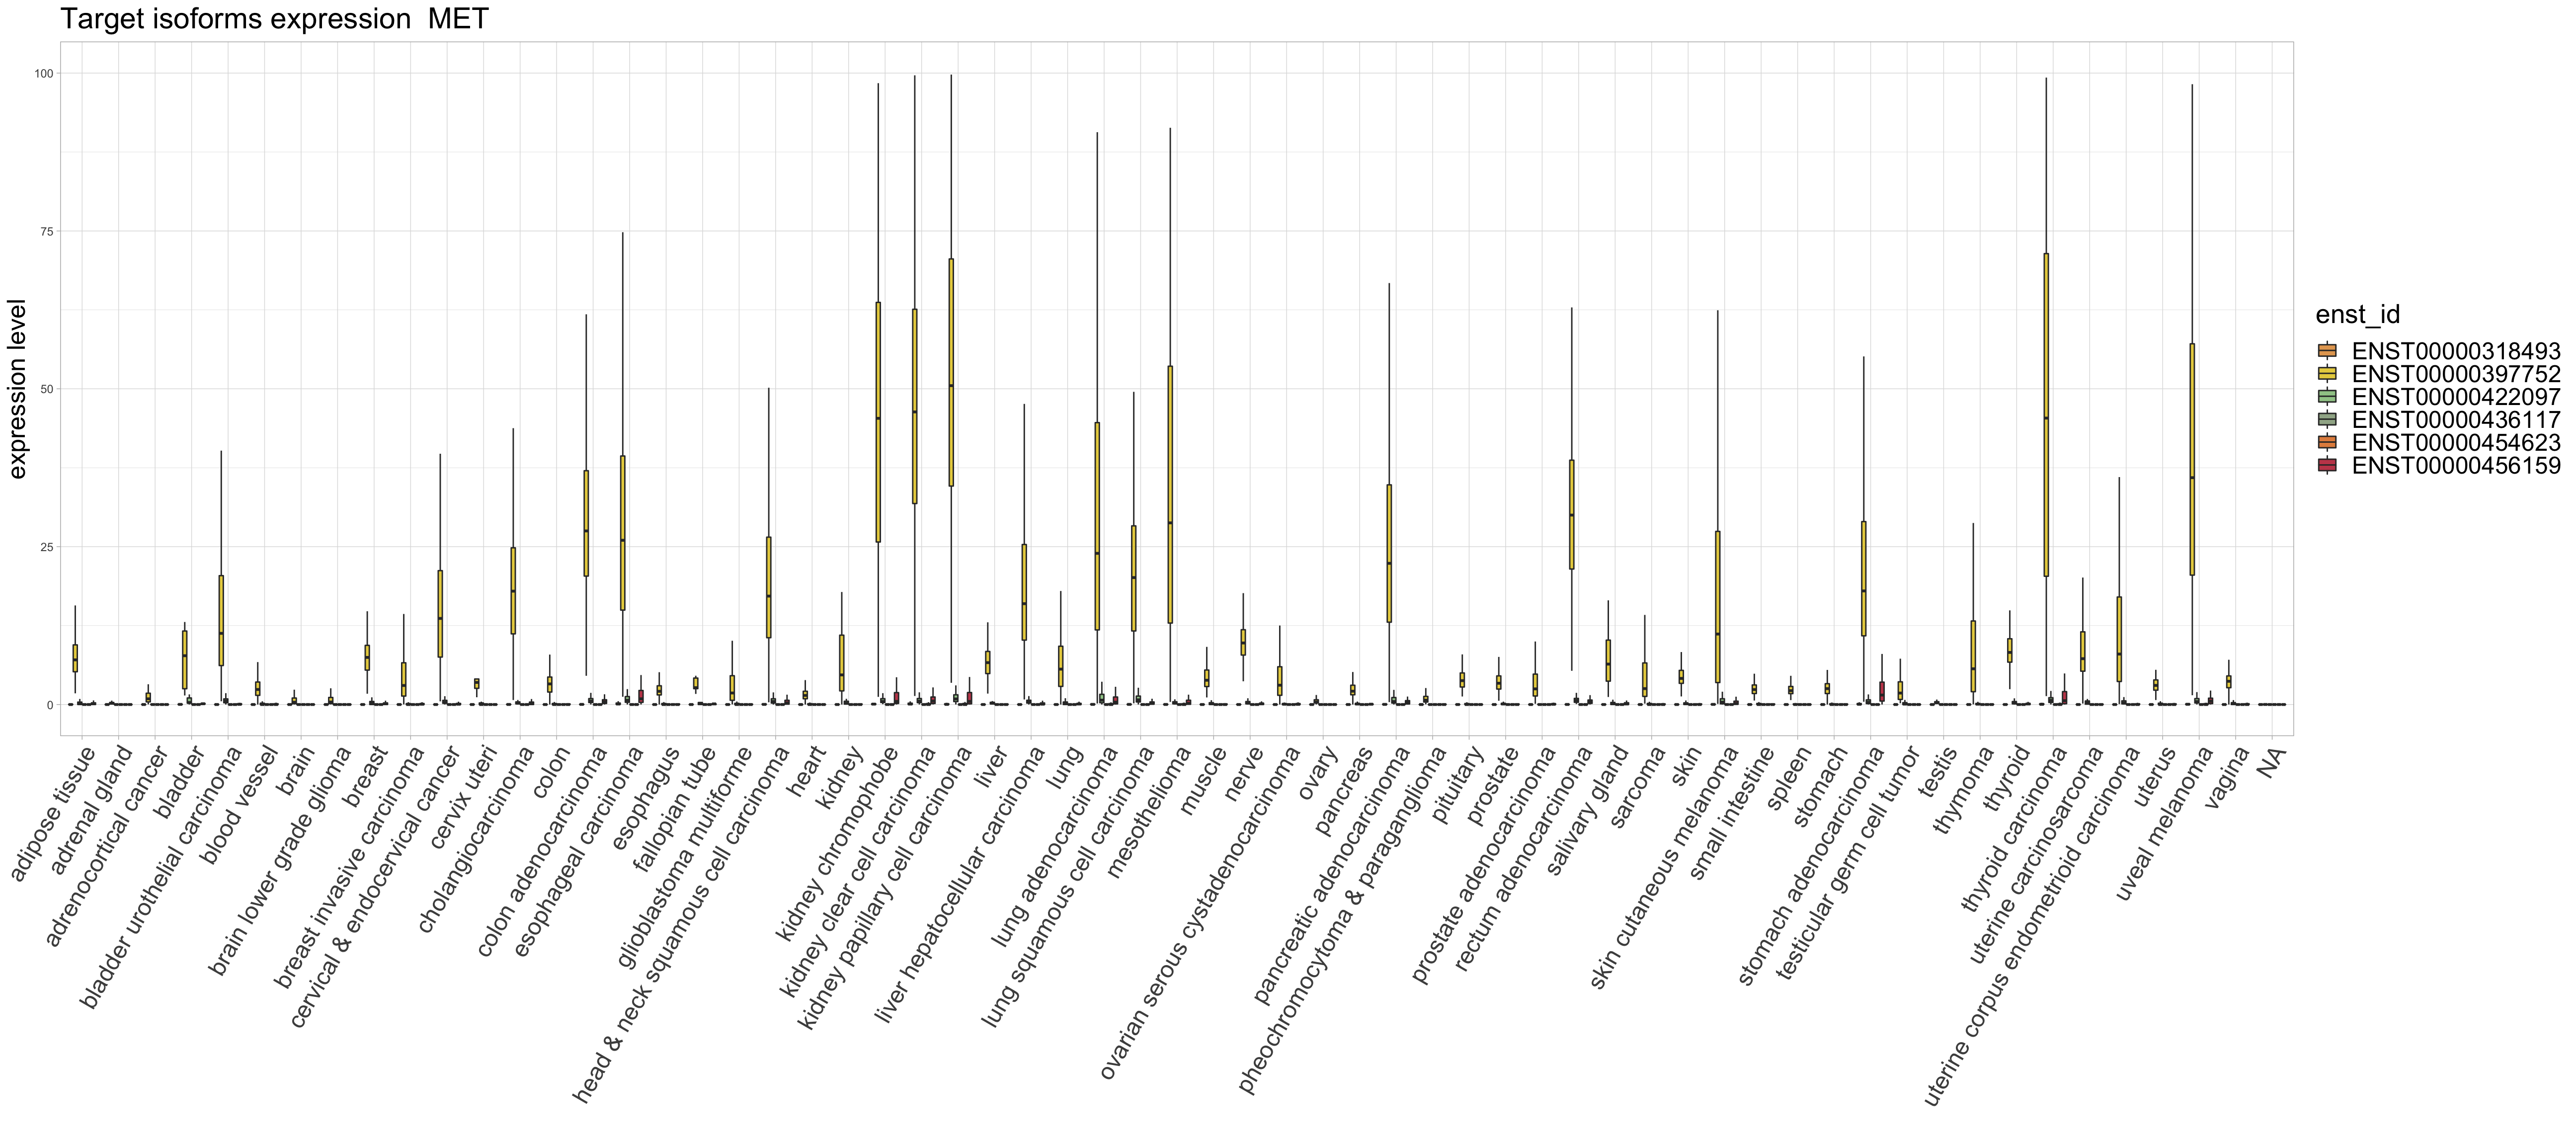 Target isoforms expression  MET
100
75
50
25
0
expression level
adipose tissue
adrenal gland
adrenocortical cancer
bladder
bladder urothelial carcinoma
blood vessel
brain
brain lower grade glioma
breast
breast invasive carcinoma
cervical & endocervical cancer
cervix uteri
cholangiocarcinoma
colon
colon adenocarcinoma
esophageal carcinoma
esophagus
fallopian tube
glioblastoma multiforme
head & neck squamous cell carcinoma
heart
kidney
kidney chromophobe
kidney clear cell carcinoma
kidney papillary cell carcinoma
liver
liver hepatocellular carcinoma
lung
lung adenocarcinoma
lung squamous cell carcinoma
mesothelioma
muscle
nerve
ovarian serous cystadenocarcinoma
ovary
pancreas
pancreatic adenocarcinoma
pheochromocytoma & paraganglioma
pituitary
prostate
prostate adenocarcinoma
rectum adenocarcinoma
salivary gland
sarcoma
skin
skin cutaneous melanoma
small intestine
spleen
stomach
stomach adenocarcinoma
testicular germ cell tumor
testis
thymoma
thyroid
thyroid carcinoma
uterine carcinosarcoma
uterine corpus endometrioid carcinoma
uterus
uveal melanoma
vagina
NA
enst_id
ENST00000318493
ENST00000397752
ENST00000422097
ENST00000436117
ENST00000454623
ENST00000456159